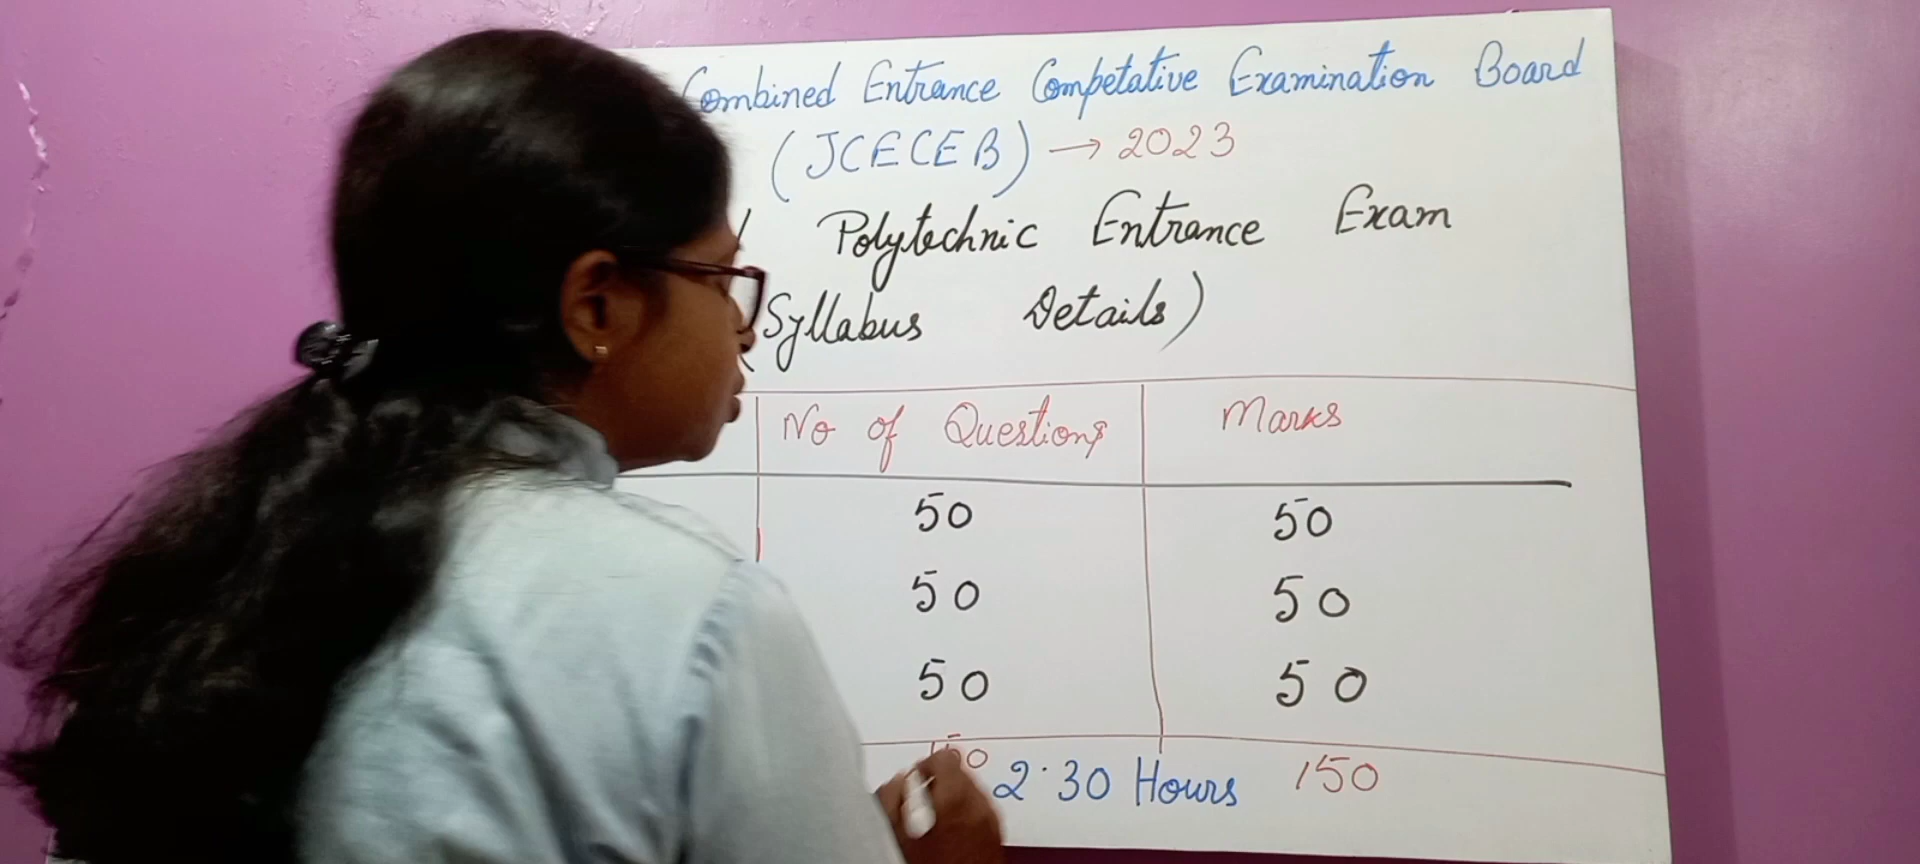 Combined Entrance Competative Examination Board
(JCECEB) → 2023
Polytechnic Entrance Exam
(Syllabus Details)
No of Questions Marks
50 50
50 50
50 50
150 2.30 Hours 150